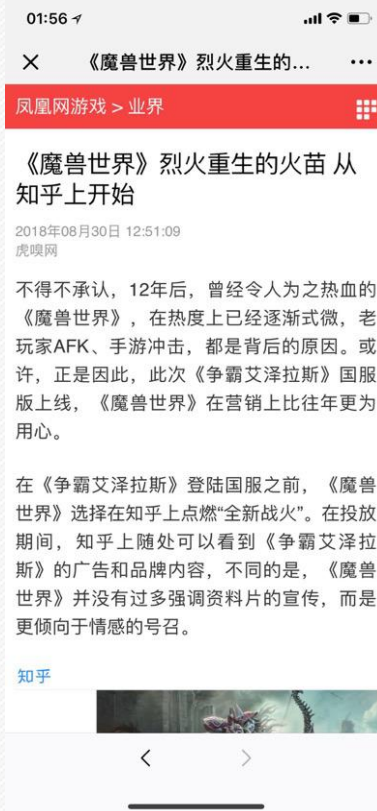 01:56
《魔兽世界》烈火重生的...
凤凰网游戏 > 业界
《魔兽世界》烈火重生的火苗 从
知乎上开始
2018年08月30日 12:51:09
虎嗅网
不得不承认，12年后，曾经令人为之热血的
《魔兽世界》，在热度上已经逐渐式微，老
玩家AFK、手游冲击，都是背后的原因。或
许，正是因此，此次《争霸艾泽拉斯》国服
版上线，《魔兽世界》在营销上比往年更为
用心。
在《争霸艾泽拉斯》登陆国服之前，《魔兽
世界》选择在知乎上点燃“全新战火”。在投放
期间，知乎上随处可以看到《争霸艾泽拉
斯》的广告和品牌内容，不同的是，《魔兽
世界》并没有过多强调资料片的宣传，而是
更倾向于情感的号召。
知乎